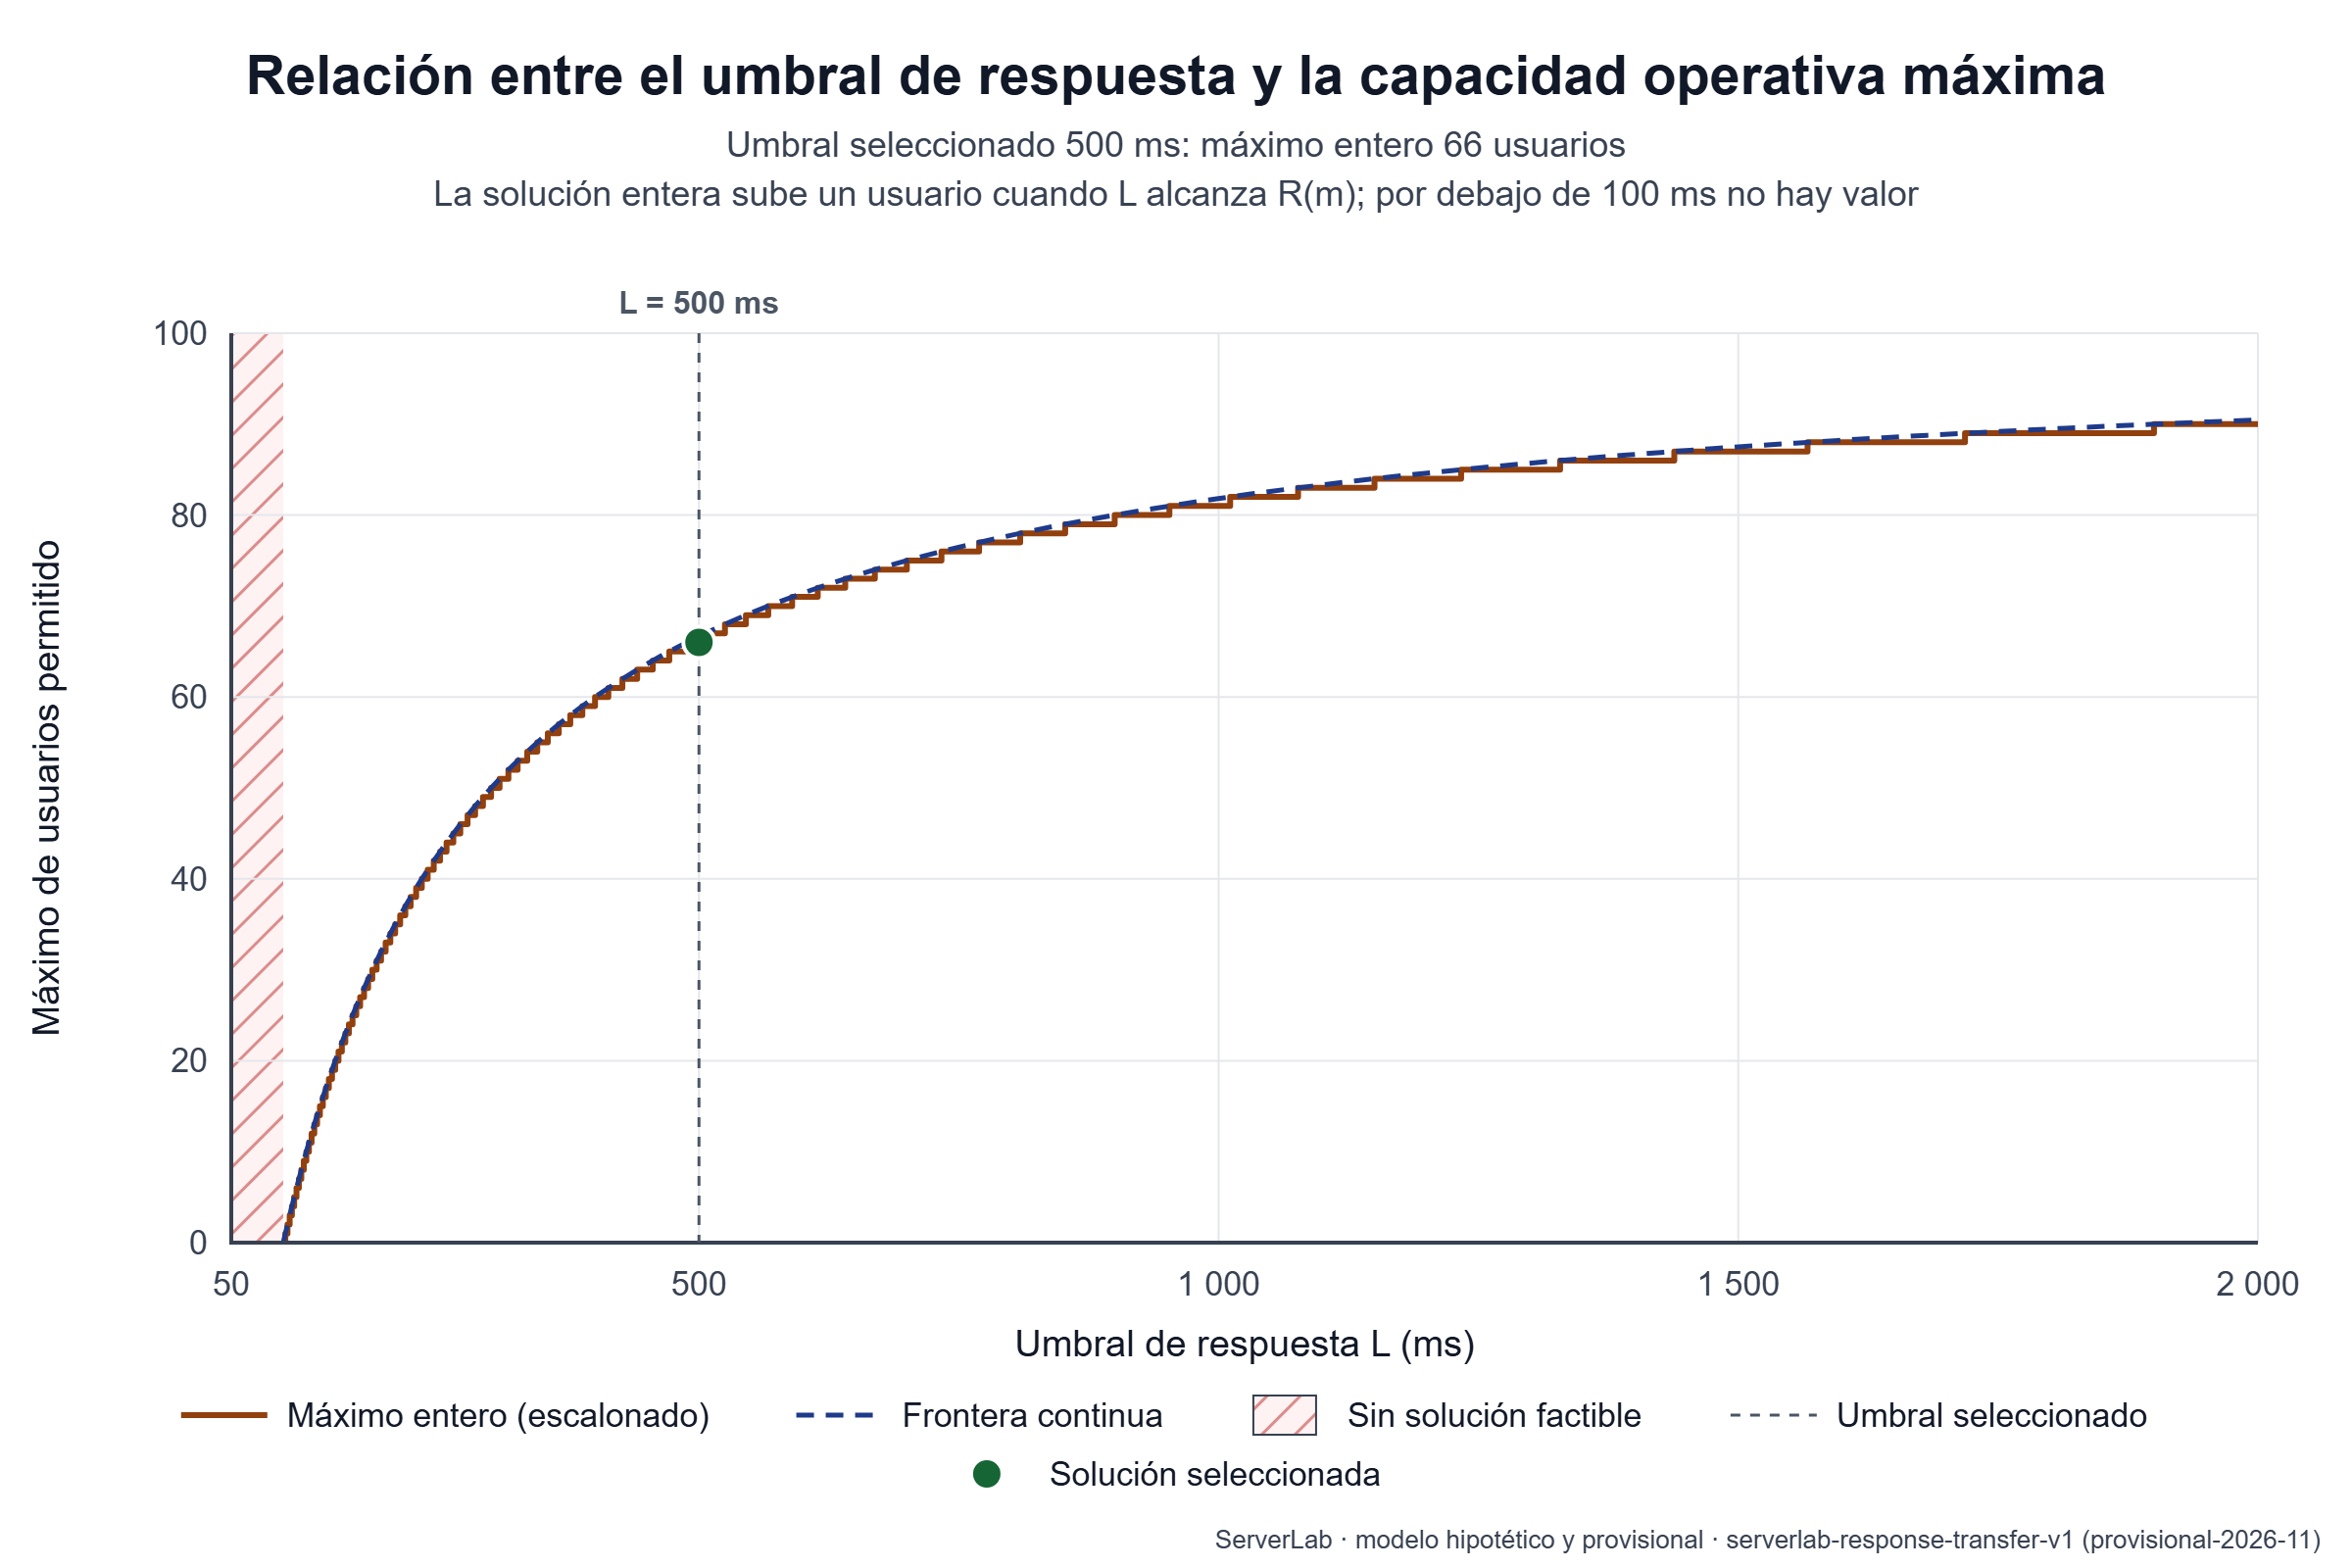 Relación entre el umbral de respuesta y la capacidad operativa máxima
Umbral seleccionado 500 ms: máximo entero 66 usuarios
La solución entera sube un usuario cuando L alcanza R(m); por debajo de 100 ms no hay valor
L = 500 ms
100
80
60
40
20
0
Máximo de usuarios permitido
50 500 1 000 1 500 2 000
Umbral de respuesta L (ms)
Máximo entero (escalonado) Frontera continua Sin solución factible Umbral seleccionado
Solución seleccionada
ServerLab · modelo hipotético y provisional · serverlab-response-transfer-v1 (provisional-2026-11)